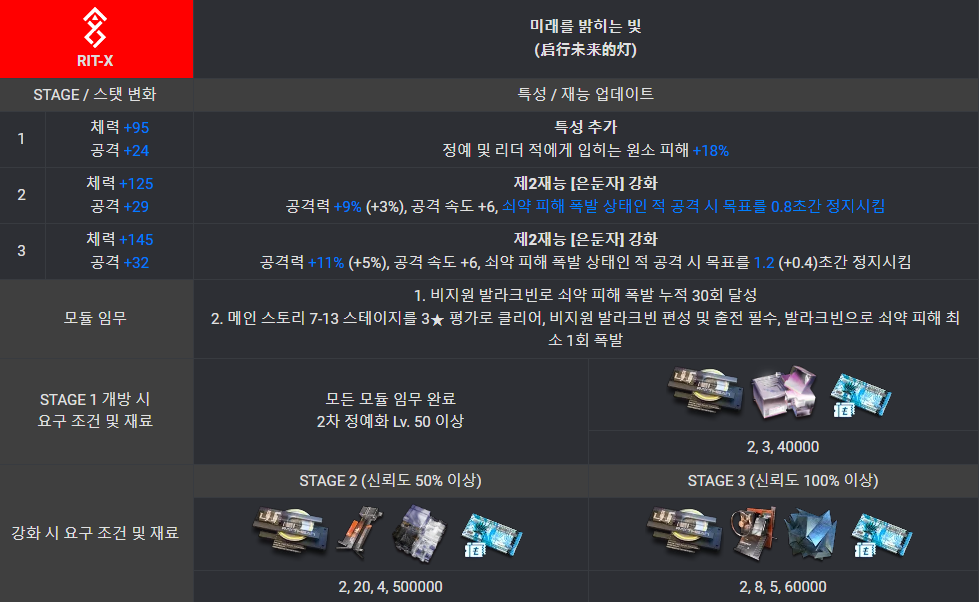 RIT-X
미래를 밝히는 빛
(启行未来的灯)
STAGE / 스탯 변화
특성 / 재능 업데이트
1
체력 +95
공격 +24
특성 추가
정예 및 리더 적에게 입히는 원소 피해 +18%
2
체력 +125
공격 +29
제2재능 [은둔자] 강화
공격력 +9% (+3%), 공격 속도 +6, 쇠약 피해 폭발 상태인 적 공격 시 목표를 0.8초간 정지시킴
3
체력 +145
공격 +32
제2재능 [은둔자] 강화
공격력 +11% (+5%), 공격 속도 +6, 쇠약 피해 폭발 상태인 적 공격 시 목표를 1.2 (+0.4)초간 정지시킴
모듈 임무
1. 비지원 발라크빈로 쇠약 피해 폭발 누적 30회 달성
2. 메인 스토리 7-13 스테이지를 3★ 평가로 클리어, 비지원 발라크빈 편성 및 출전 필수, 발라크빈으로 쇠약 피해 최
소 1회 폭발
STAGE 1 개방 시
요구 조건 및 재료
모든 모듈 임무 완료
2차 정예화 Lv. 50 이상
2, 3, 40000
강화 시 요구 조건 및 재료
STAGE 2 (신뢰도 50% 이상)
STAGE 3 (신뢰도 100% 이상)
2, 20, 4, 500000
2, 8, 5, 60000